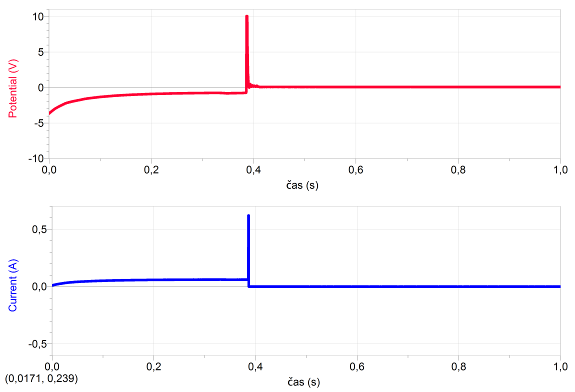 10
5
Potential (V)
0
-5
-10
0,0 0,2 0,4 0,6 0,8 1,0
čas (s)
0,5
Current (A)
0,0
-0,5
0,0 0,2 0,4 0,6 0,8 1,0
(0,0171, 0,239)
čas (s)